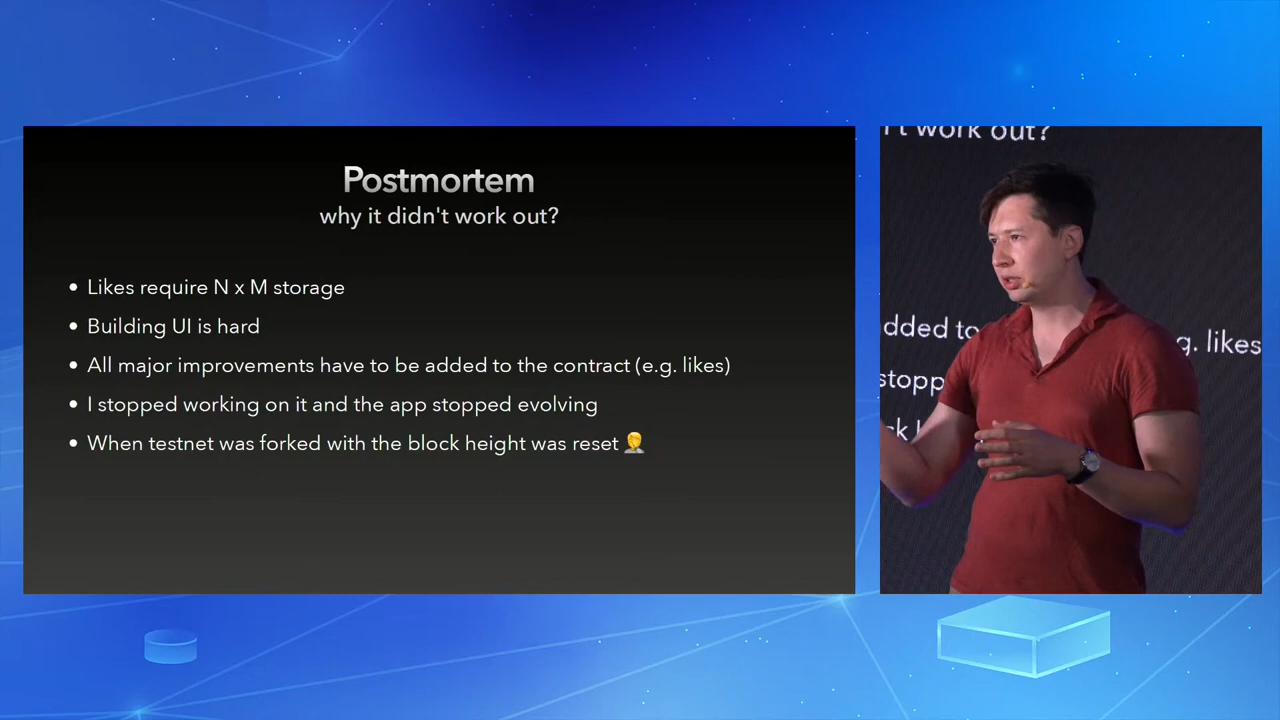 Postmortem
why it didn't work out?
• Likes require N x M storage
• Building UI is hard
• All major improvements have to be added to the contract (e.g. likes)
• I stopped working on it and the app stopped evolving
• When testnet was forked with the block height was reset 🤦
't work out?
added to
g. likes
stopp
ck